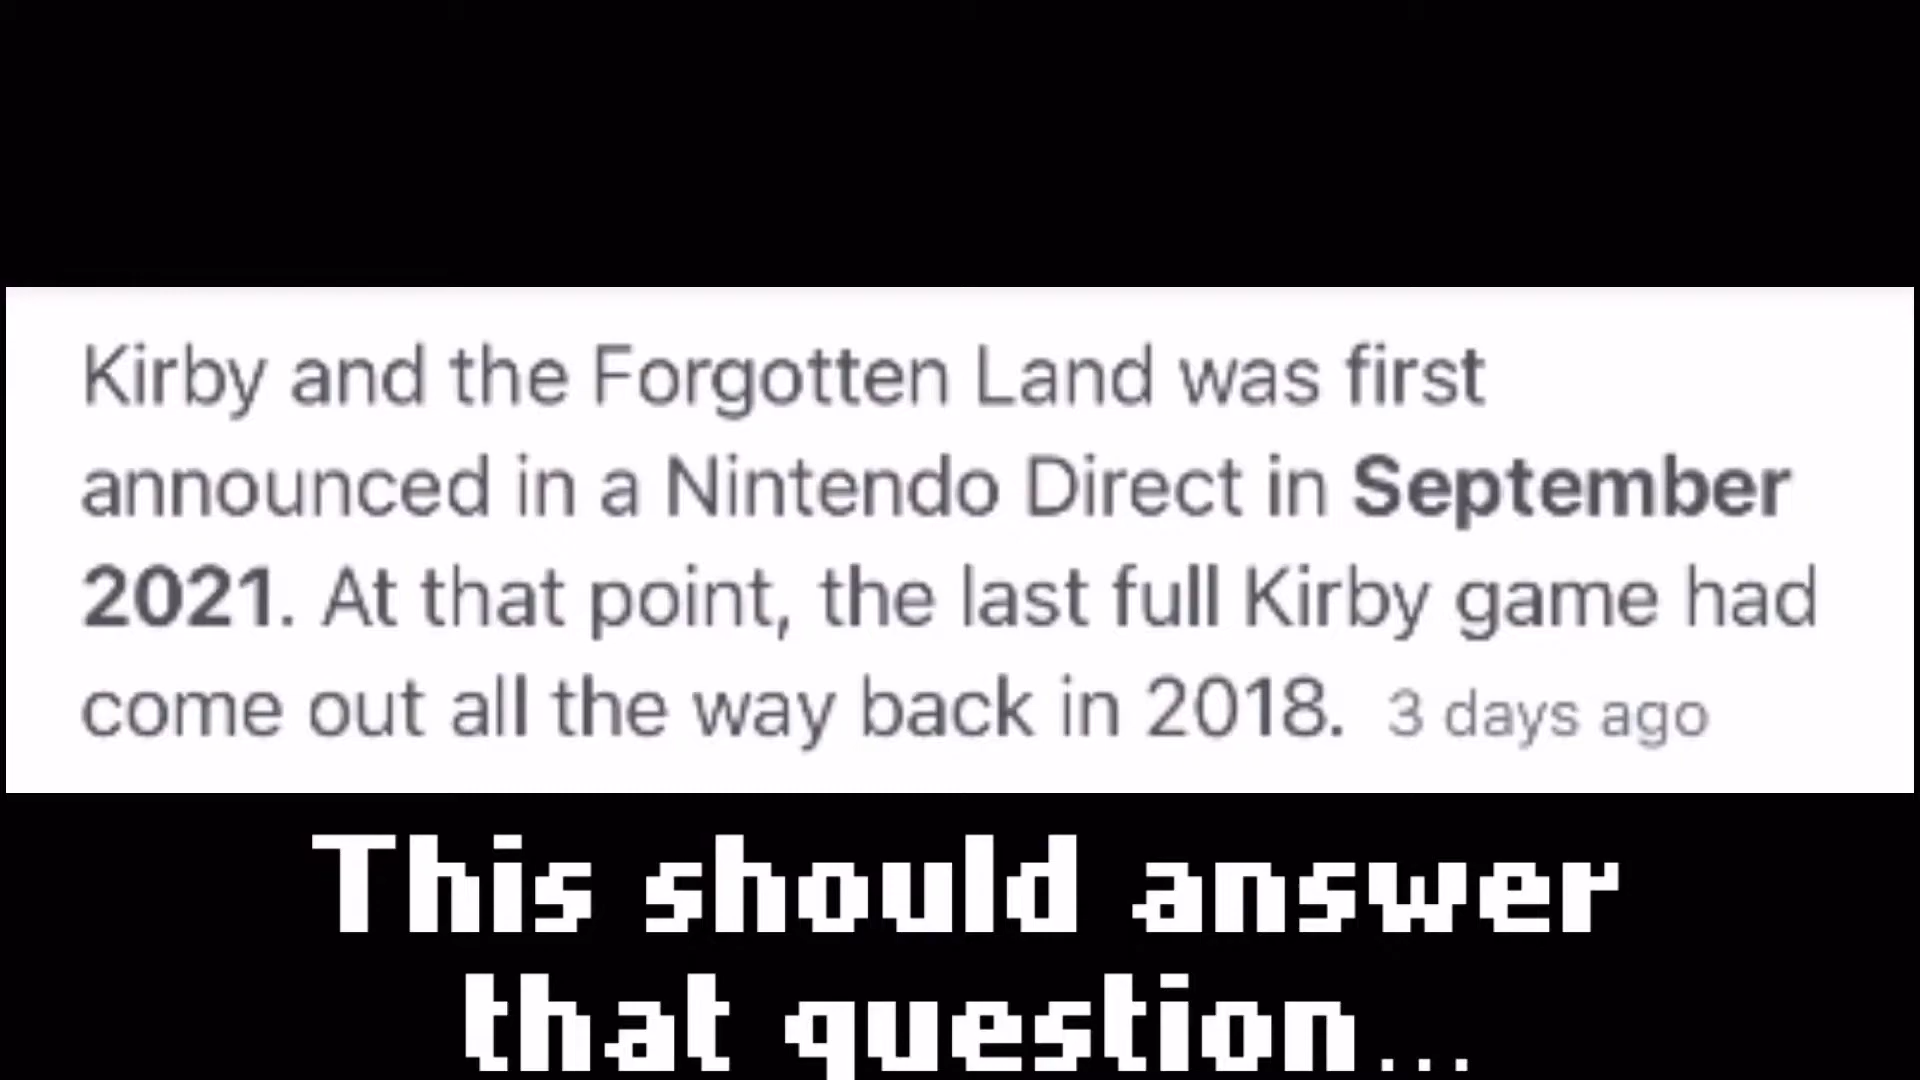 Kirby and the Forgotten Land was first
announced in a Nintendo Direct in September
2021. At that point, the last full Kirby game had
come out all the way back in 2018. 3 days ago
This should answer
that question...